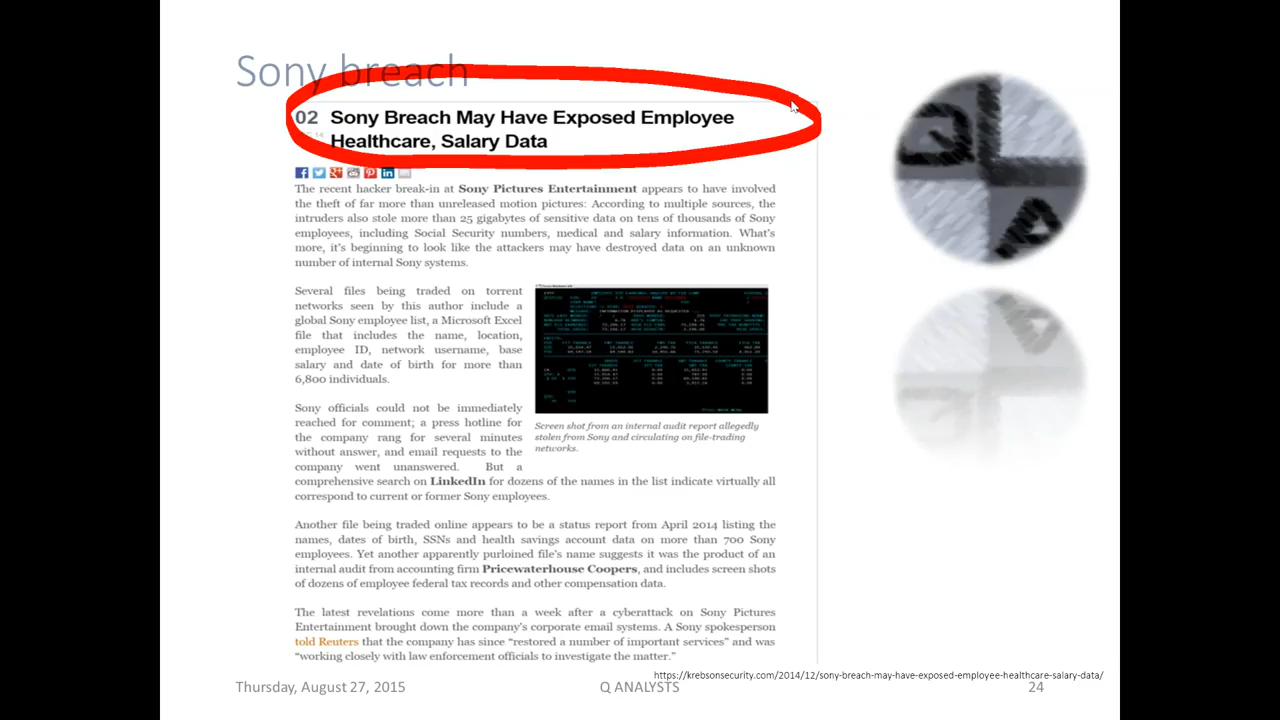 Sony breach
02 Sony Breach May Have Exposed Employee
Healthcare, Salary Data
The recent hacker break-in at Sony Pictures Entertainment appears to have involved
the theft of far more than unreleased motion pictures: According to multiple sources, the
intruders also stole more than 25 gigabytes of sensitive data on tens of thousands of Sony
employees, including Social Security numbers, medical and salary information. What's
more, it's beginning to look like the attackers may have destroyed data on an unknown
number of internal Sony systems.
Several files being traded on torrent
networks seen by this author include a
global Sony employee list, a Microsoft Excel
file that includes the name, location,
employee ID, network username, base
salary and date of birth for more than
6,800 individuals.
Screen shot from an internal audit report allegedly
stolen from Sony and circulating on file-trading
networks.
Sony officials could not be immediately
reached for comment; a press hotline for
the company rang for several minutes
without answer, and email requests to the
company went unanswered. But a
comprehensive search on LinkedIn for dozens of the names in the list indicate virtually all
correspond to current or former Sony employees.
Another file being traded online appears to be a status report from April 2014 listing the
names, dates of birth, SSNs and health savings account data on more than 700 Sony
employees. Yet another apparently purloined file's name suggests it was the product of an
internal audit from accounting firm Pricewaterhouse Coopers, and includes screen shots
of dozens of employee federal tax records and other compensation data.
The latest revelations come more than a week after a cyberattack on Sony Pictures
Entertainment brought down the company's corporate email systems. A Sony spokesperson
told Reuters that the company has since “restored a number of important services” and was
“working closely with law enforcement officials to investigate the matter.”
https://krebsonsecurity.com/2014/12/sony-breach-may-have-exposed-employee-healthcare-salary-data/
Thursday, August 27, 2015
Q ANALYSTS
24
Q
A